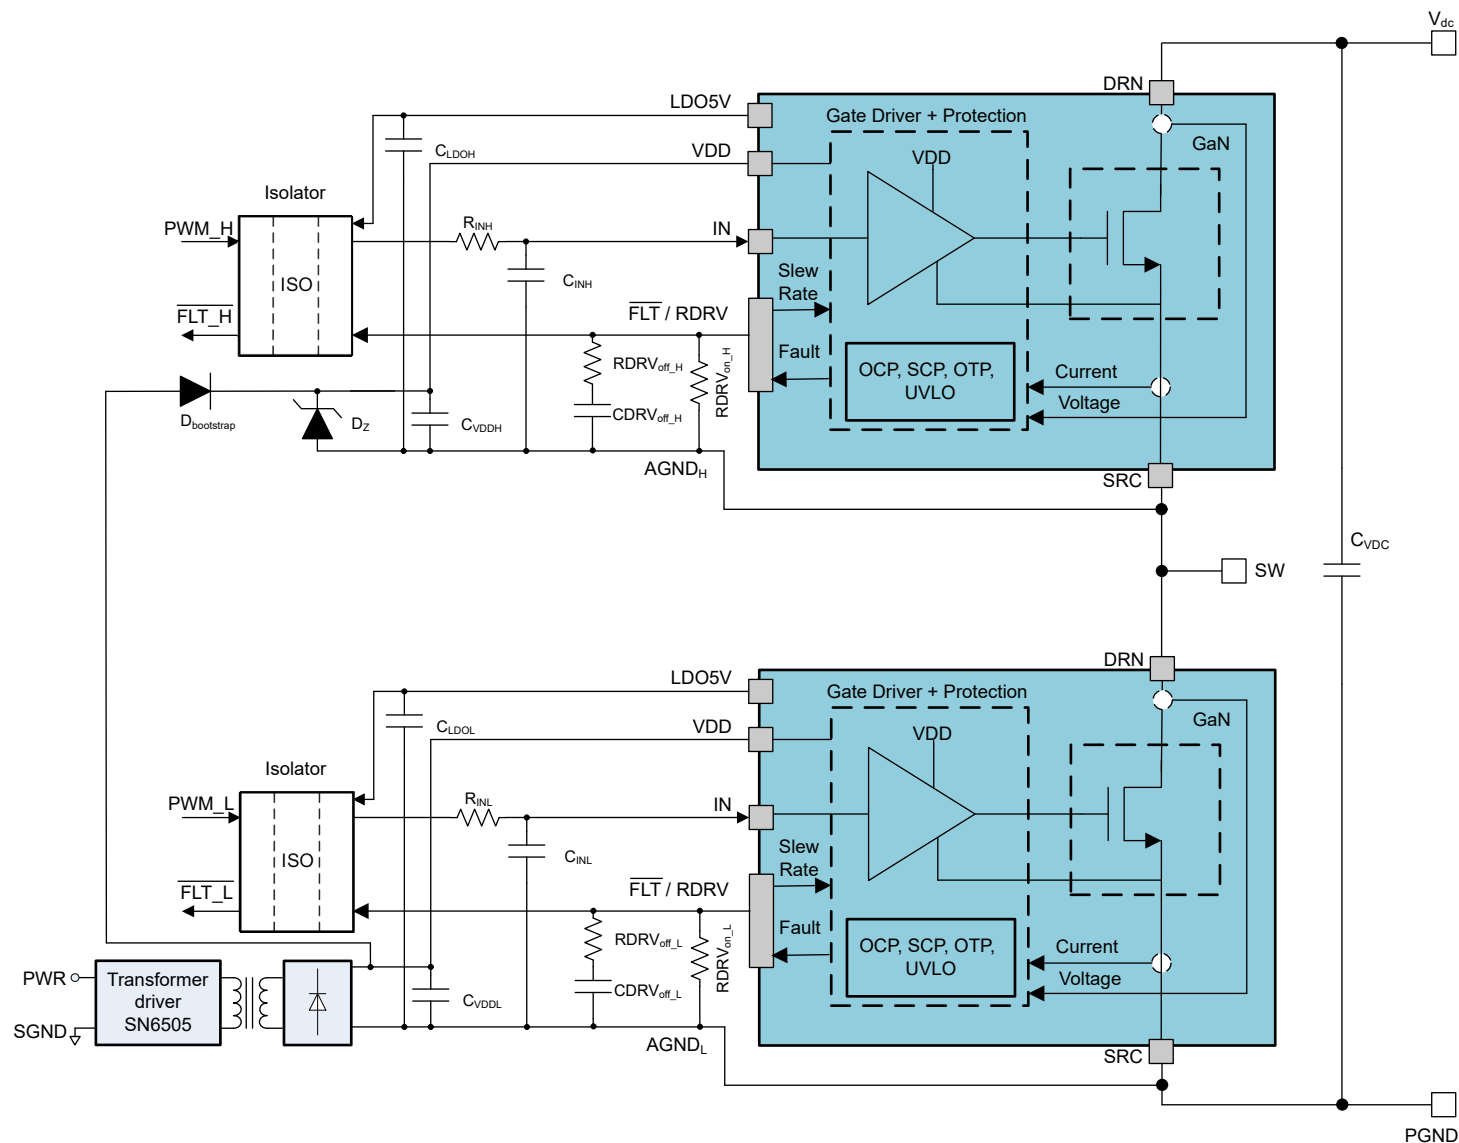 Vdc
DRN
LDO5V
Gate Driver + Protection
GaN
CLDOH
VDD
VDD
Isolator
PWM_H
RINH
IN
ISO
CINH
Slew
Rate
FLT_H
FLT / RDRV
RDRVoff_H
RDRVon_H
Fault
OCP, SCP, OTP,
UVLO
Current
Voltage
Dbootstrap
DZ
CVDDH
CDRVoff_H
AGNDH
SRC
CVDC
SW
DRN
LDO5V
Gate Driver + Protection
GaN
CLDOL
VDD
VDD
Isolator
PWM_L
RINL
IN
ISO
CINL
Slew
Rate
FLT_L
FLT / RDRV
RDRVoff_L
RDRVon_L
Fault
OCP, SCP, OTP,
UVLO
Current
Voltage
PWR
Transformer
driver
SN6505
CVDDL
CDRVoff_L
SGND
AGNDL
SRC
PGND